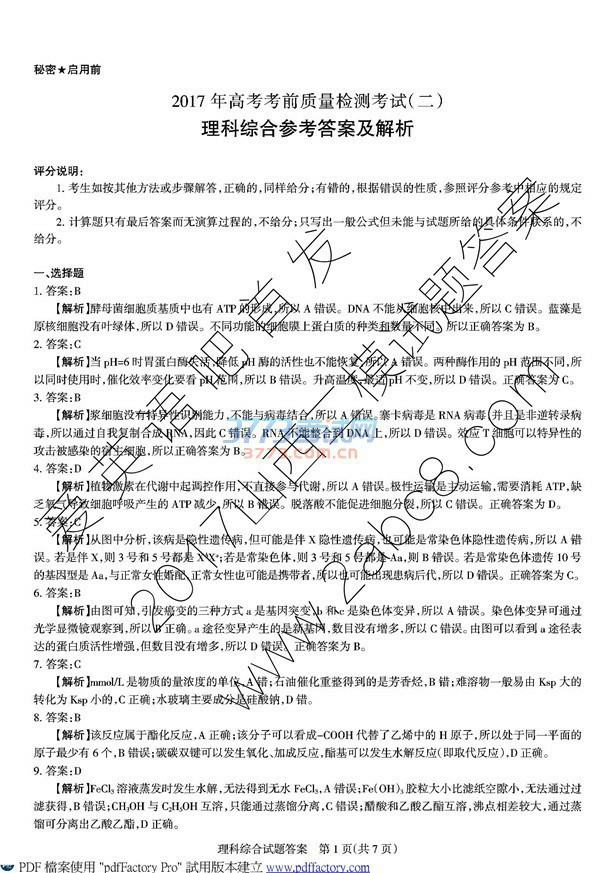 秘密★启用前
2017 年高考考前质量检测考试(二)
理科综合参考答案及解析
评分说明:
1. 考生如按其他方法或步骤解答,正确的,同样给分;有错的,根据错误的性质,参照评分参考中相应的规定
评分。
2. 计算题只有最后答案而无演算过程的,不给分;只写出一般公式但未能与试题所给的具体条件联系的,不
给分。
一、选择题
1. 答案:B
【解析】酵母菌细胞质基质中也有 ATP 的形成,所以 A 错误。DNA 不能从细胞核中出来,所以 C 错误。蓝藻是
原核细胞没有叶绿体,所以 D 错误。不同功能的细胞膜上蛋白质的种类和数量不同。所以正确答案为 B。
2. 答案:C
【解析】当 pH=6 时胃蛋白酶失活,降低 pH 酶的活性也不能恢复,所以 A 错误。两种酶作用的 pH 范围不同,所
以同时使用时,催化效率变化要看 pH 范围,所以 B 错误。升高温度 最适 pH 不变,所以 D 错误。正确答案为 C。
3. 答案:B
【解析】浆细胞没有特异性识别能力,不能与病毒结合,所以 A 错误。寨卡病毒是 RNA 病毒(并且是非逆转录病
毒,所以通过自我复制合成 RNA,因此 C 错误。RNA 不能整合到 DNA 上,所以 D 错误。效应 T 细胞可以特异性的
攻击被感染的宿主细胞,所以正确答案为 B。
4. 答案:D
【解析】植物激素在代谢中起调控作用,不直接参与代谢,所以 A 错误。极性运输是主动运输,需要消耗 ATP,缺
乏氧气导致细胞呼吸产生的 ATP 减少,所以 B 错误。脱落酸不能促进细胞分裂,所以 C 错误。正确答案为 D。
5. 答案:C
【解析】从图中分析,该病是隐性遗传病,但可能是伴 X 隐性遗传病,也可能是常染色体隐性遗传病,所以 A 错
误。若是伴 X,则 3 号和 5 号都是 XᴬXᵃ;若是常染色体,则 3 号和 5 号都是 Aa,则 B 错误。若是常染色体遗传 10 号
的基因型是 Aa,与正常女性婚配,正常女性也可能是携带者,所以也可能出现患病后代,所以 D 错误。正确答案为 C。
6. 答案:B
【解析】由图可知,引发癌变的三种方式 a 是基因突变,b 和 c 是染色体变异,所以 A 错误。染色体变异可通过
光学显微镜观察到,所以 B 正确。a 途径变异产生的是新基因,数目没有增多,所以 C 错误。由图可以看到 a 途径表
达的蛋白质活性增强,但数目没有增多,所以 D 错误。正确答案为 B。
7. 答案:C
【解析】mmol/L 是物质的量浓度的单位,A 错;石油催化重整得到的是芳香烃,B 错;难溶物一般易由 Ksp 大的
转化为 Ksp 小的,C 正确;水玻璃主要成分是硅酸钠,D 错。
8. 答案:B
【解析】该反应属于酯化反应,A 正确;该分子可以看成-COOH 代替了乙烯中的 H 原子,所以处于同一平面的
原子最少有 6 个,B 错误;碳碳双键可以发生氧化、加成反应,酯基可以发生水解反应(即取代反应),D 正确。
9. 答案:D
【解析】FeCl₃ 溶液蒸发时发生水解,无法得到无水 FeCl₃,A 错误;Fe(OH)₃ 胶粒大小比滤纸空隙小,无法通过过
滤获得,B 错误;CH₃OH 与 C₂H₅OH 互溶,只能通过蒸馏分离,C 错误;醋酸和乙酸乙酯互溶,沸点相差较大,通过蒸
馏可分离出乙酸乙酯,D 正确。
理科综合试题答案 第 1 页(共 7 页)
爱英语吧首发
2017山西二模试题答案
www.2abc8.com
3773考试网
3773.com
PDF 檔案使用 "pdfFactory Pro" 試用版本建立 www.pdffactory.com